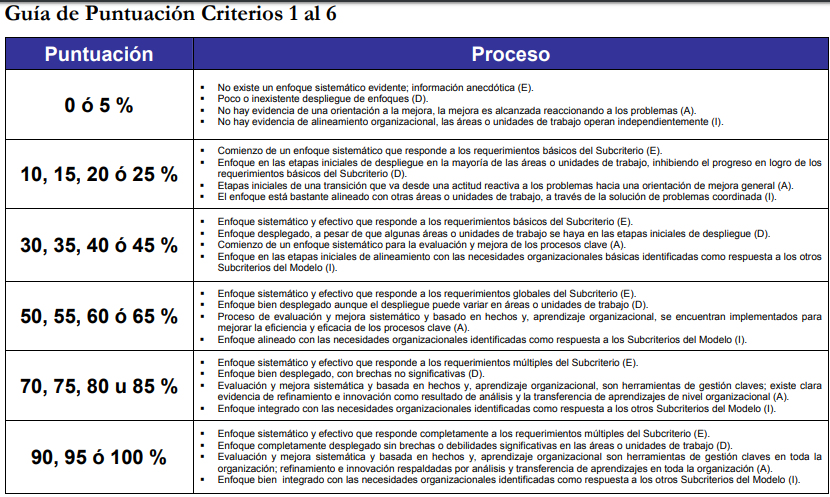 Guía de Puntuación Criterios 1 al 6
Puntuación
Proceso
0 ó 5 %
▪ No existe un enfoque sistemático evidente; información anecdótica (E).
▪ Poco o inexistente despliegue de enfoques (D).
▪ No hay evidencia de una orientación a la mejora, la mejora es alcanzada reaccionando a los problemas (A).
▪ No hay evidencia de alineamiento organizacional, las áreas o unidades de trabajo operan independientemente (I).
10, 15, 20 ó 25 %
▪ Comienzo de un enfoque sistemático que responde a los requerimientos básicos del Subcriterio (E).
▪ Enfoque en las etapas iniciales de despliegue en la mayoría de las áreas o unidades de trabajo, inhibiendo el progreso en logro de los
requerimientos básicos del Subcriterio (D).
▪ Etapas iniciales de una transición que va desde una actitud reactiva a los problemas hacia una orientación de mejora general (A).
▪ El enfoque está bastante alineado con otras áreas o unidades de trabajo, a través de la solución de problemas coordinada (I).
30, 35, 40 ó 45 %
▪ Enfoque sistemático y efectivo que responde a los requerimientos básicos del Subcriterio (E).
▪ Enfoque desplegado, a pesar de que algunas áreas o unidades de trabajo se haya en las etapas iniciales de despliegue (D).
▪ Comienzo de un enfoque sistemático para la evaluación y mejora de los procesos clave (A).
▪ Enfoque en las etapas iniciales de alineamiento con las necesidades organizacionales básicas identificadas como respuesta a los otros
Subcriterios del Modelo (I).
50, 55, 60 ó 65 %
▪ Enfoque sistemático y efectivo que responde a los requerimientos globales del Subcriterio (E).
▪ Enfoque bien desplegado aunque el despliegue puede variar en áreas o unidades de trabajo (D).
▪ Proceso de evaluación y mejora sistemático y basado en hechos y, aprendizaje organizacional, se encuentran implementados para
mejorar la eficiencia y eficacia de los procesos clave (A).
▪ Enfoque alineado con las necesidades organizacionales identificadas como respuesta a los Subcriterios del Modelo (I).
70, 75, 80 u 85 %
▪ Enfoque sistemático y efectivo que responde a los requerimientos múltiples del Subcriterio (E).
▪ Enfoque bien desplegado, con brechas no significativas (D).
▪ Evaluación y mejora sistemática y basada en hechos y, aprendizaje organizacional, son herramientas de gestión claves; existe clara
evidencia de refinamiento e innovación como resultado de análisis y la transferencia de aprendizajes de nivel organizacional (A).
▪ Enfoque integrado con las necesidades organizacionales identificadas como respuesta a los otros Subcriterios del Modelo (I).
90, 95 ó 100 %
▪ Enfoque sistemático y efectivo que responde completamente a los requerimientos múltiples del Subcriterio (E).
▪ Enfoque completamente desplegado sin brechas o debilidades significativas en las áreas o unidades de trabajo (D).
▪ Evaluación y mejora sistemática y basada en hechos y, aprendizaje organizacional son herramientas de gestión claves en toda la
organización; refinamiento e innovación respaldadas por análisis y transferencia de aprendizajes en toda la organización (A).
▪ Enfoque bien integrado con las necesidades organizacionales identificadas como respuesta a los otros Subcriterios del Modelo (I).